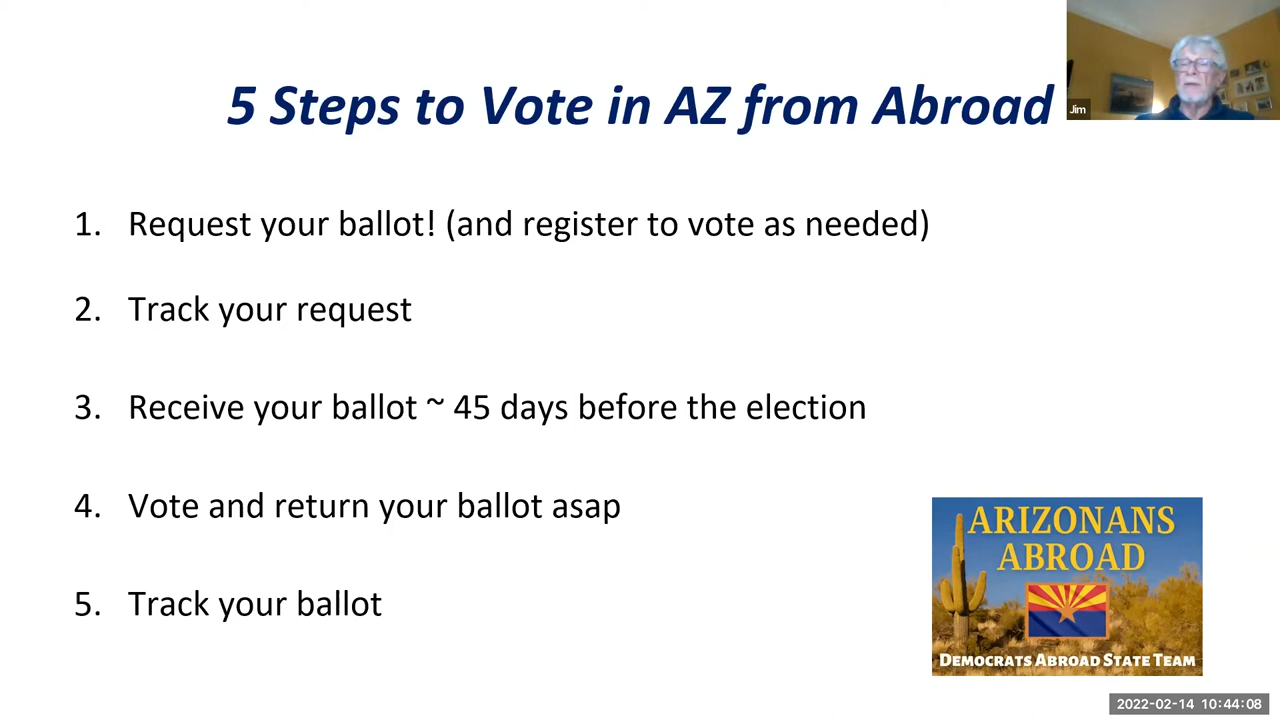 5 Steps to Vote in AZ from Abroad
Jim
1. Request your ballot! (and register to vote as needed)
2. Track your request
3. Receive your ballot ~ 45 days before the election
4. Vote and return your ballot asap
5. Track your ballot
ARIZONANS
ABROAD
DEMOCRATS ABROAD STATE TEAM
2022-02-14 10:44:08